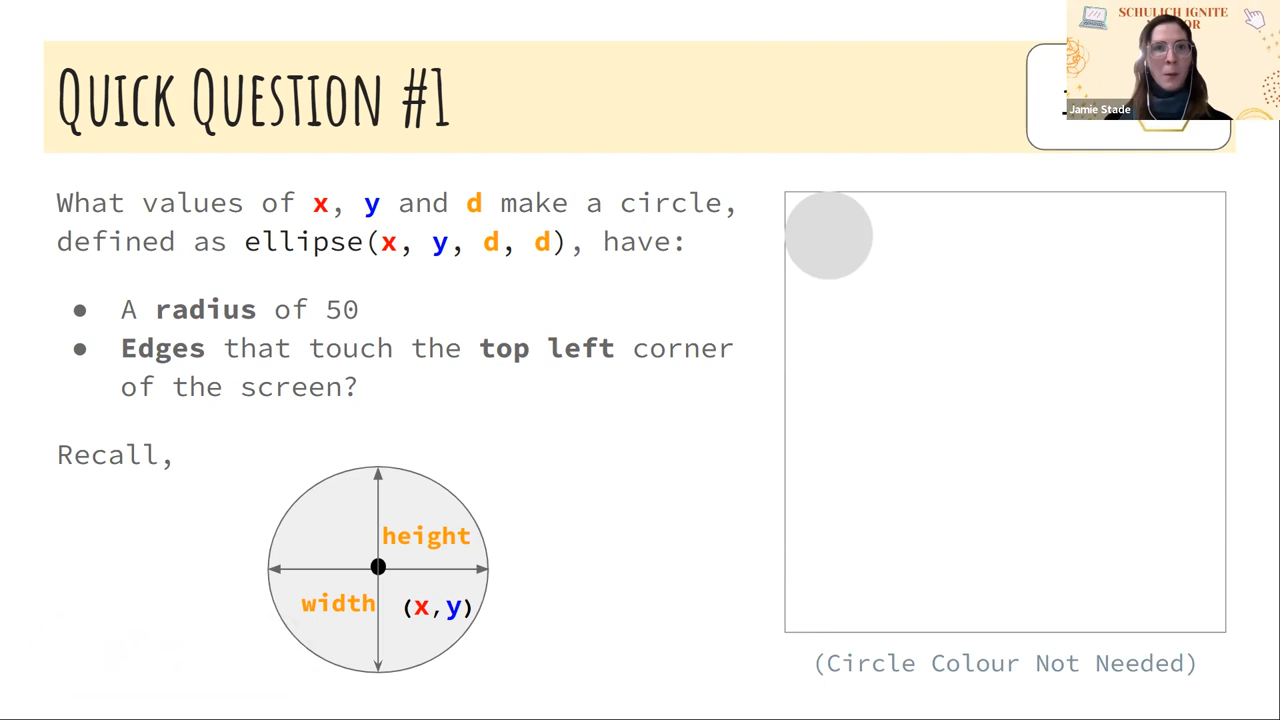 SCHULICH IGNITE
Jamie Stade
QUICK QUESTION #1
What values of x, y and d make a circle,
defined as ellipse(x, y, d, d), have:
● A radius of 50
● Edges that touch the top left corner
of the screen?
Recall,
height
width
(x,y)
(Circle Colour Not Needed)